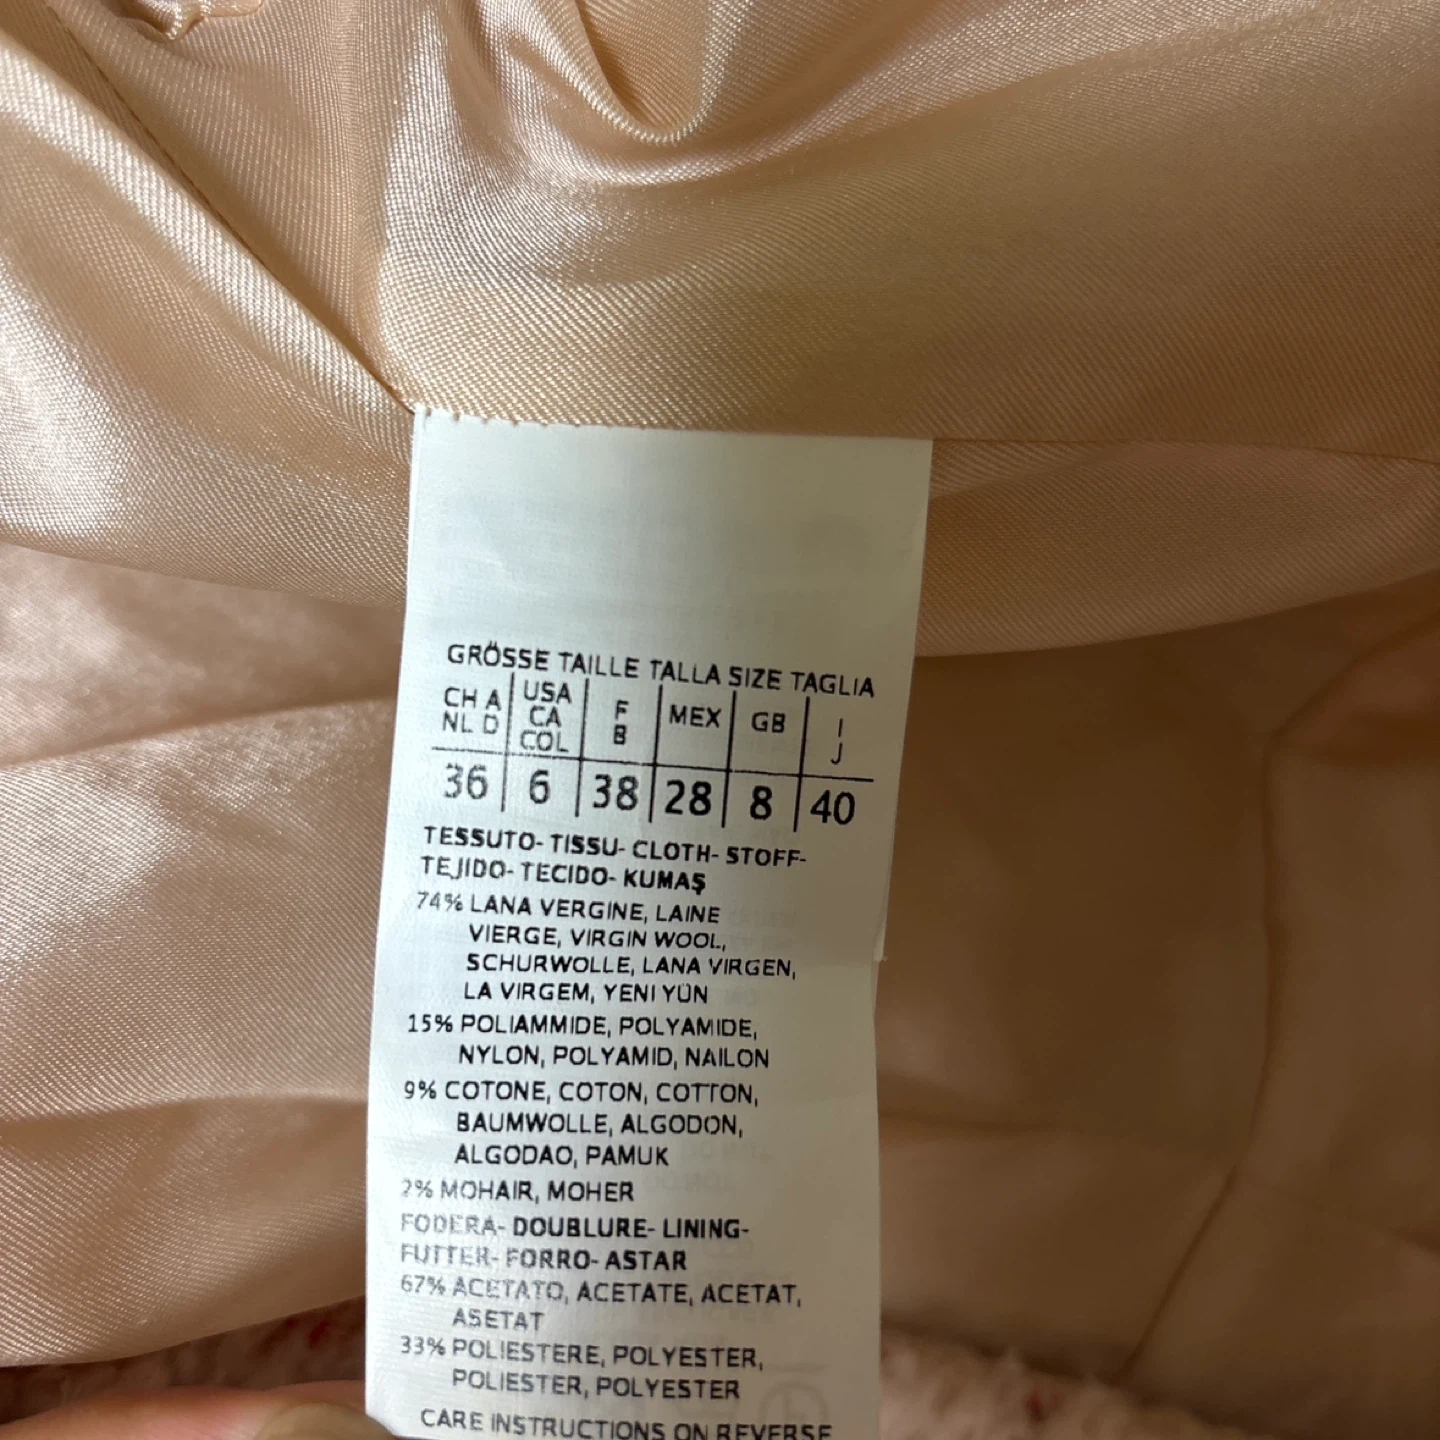 GRÖSSE TAILLE TALLA SIZE TAGLIA
CH A NL D | USA CA COL | F B | MEX | GB | I J
36 | 6 | 38 | 28 | 8 | 40
TESSUTO- TISSU- CLOTH- STOFF-
TEJIDO- TECIDO- KUMAŞ
74% LANA VERGINE, LAINE
VIERGE, VIRGIN WOOL,
SCHURWOLLE, LANA VIRGEN,
LA VIRGEM, YENI YÜN
15% POLIAMMIDE, POLYAMIDE,
NYLON, POLYAMID, NAILON
9% COTONE, COTON, COTTON,
BAUMWOLLE, ALGODON,
ALGODAO, PAMUK
2% MOHAIR, MOHER
FODERA- DOUBLURE- LINING-
FUTTER- FORRO- ASTAR
67% ACETATO, ACETATE, ACETAT,
ASETAT
33% POLIESTERE, POLYESTER,
POLIESTER, POLYESTER
CARE INSTRUCTIONS ON REVERSE